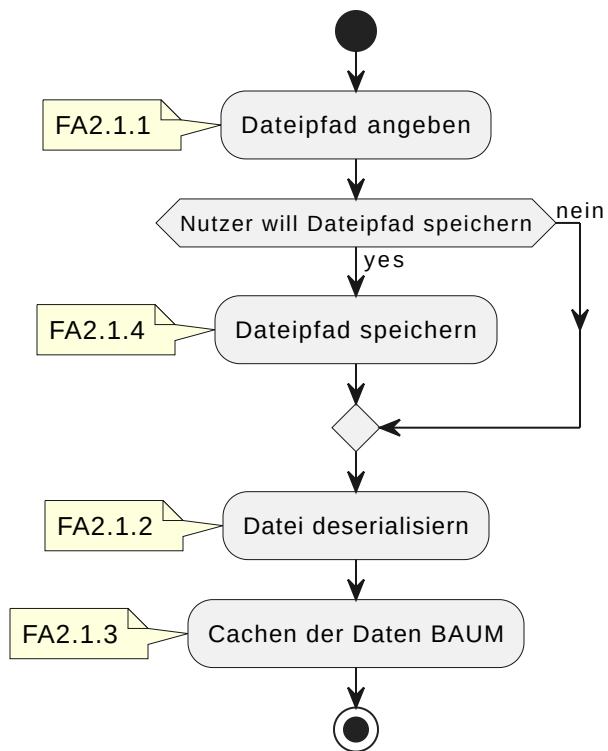 FA2.1.1
Dateipfad angeben
Nutzer will Dateipfad speichern
nein
yes
FA2.1.4
Dateipfad speichern
FA2.1.2
Datei deserialisiern
FA2.1.3
Cachen der Daten BAUM